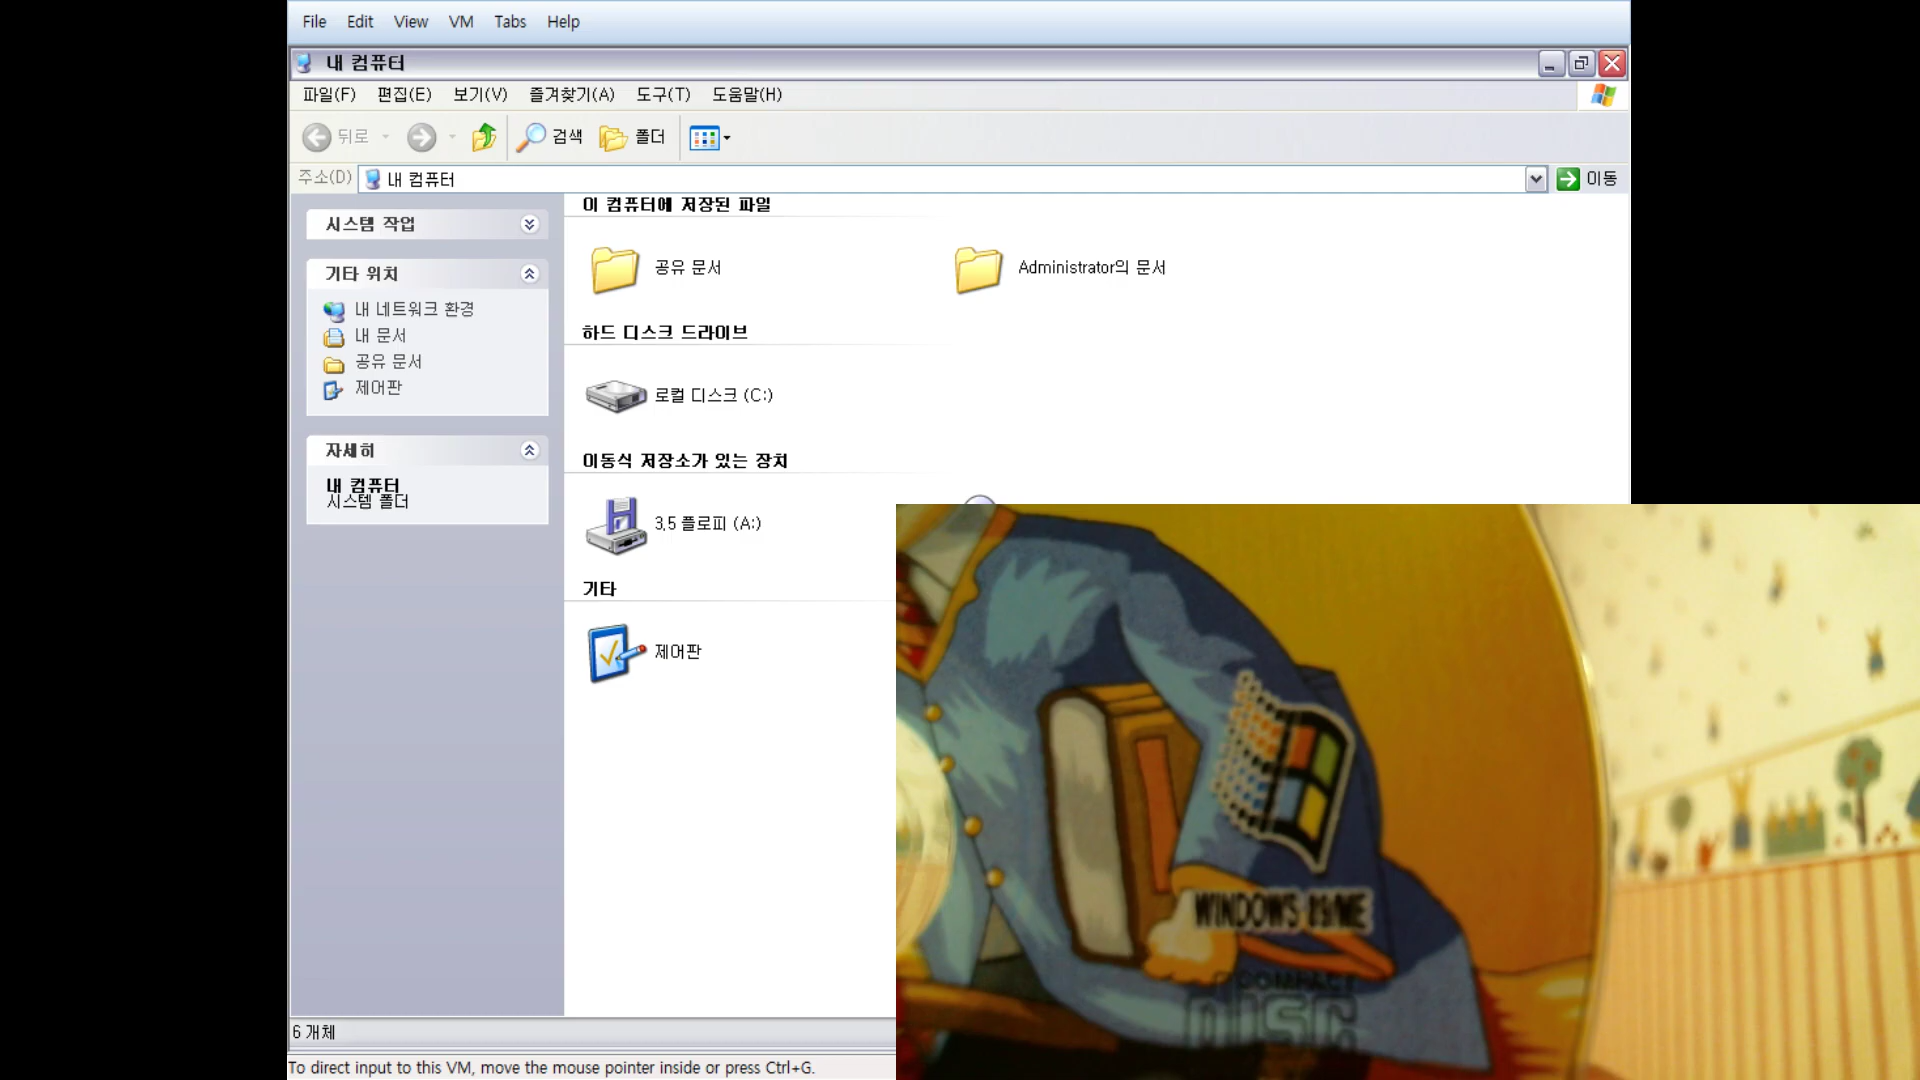 File Edit View VM Tabs Help
내 컴퓨터
파일(F) 편집(E) 보기(V) 즐겨찾기(A) 도구(T) 도움말(H)
뒤로 검색 폴더
주소(D) 내 컴퓨터 이동
시스템 작업
기타 위치
내 네트워크 환경
내 문서
공유 문서
제어판
자세히
내 컴퓨터
시스템 폴더
이 컴퓨터에 저장된 파일
공유 문서 Administrator의 문서
하드 디스크 드라이브
로컬 디스크 (C:)
이동식 저장소가 있는 장치
3.5 플로피 (A:)
기타
제어판
6 개체
To direct input to this VM, move the mouse pointer inside or press Ctrl+G.
WINDOWS
COMPACT
DISC